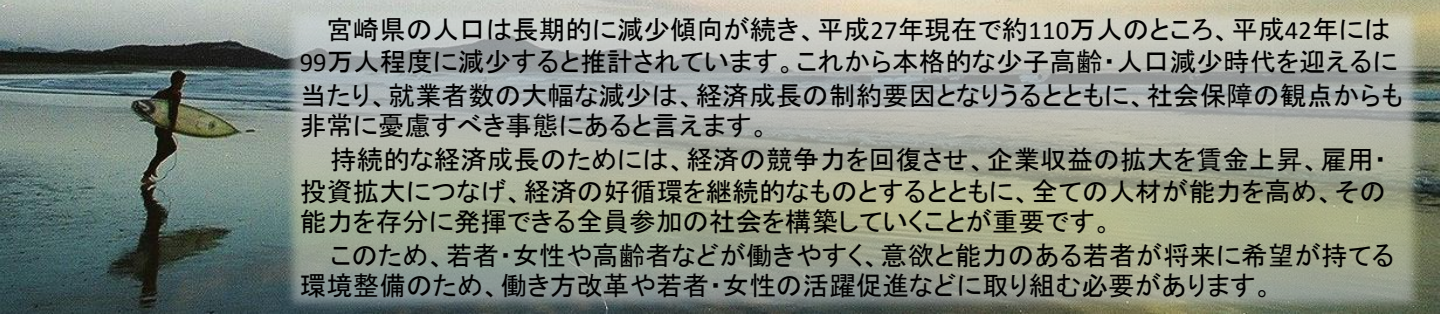 宮崎県の人口は長期的に減少傾向が続き、平成27年現在で約110万人のところ、平成42年には
99万人程度に減少すると推計されています。これから本格的な少子高齢・人口減少時代を迎えるに
当たり、就業者数の大幅な減少は、経済成長の制約要因となりうるとともに、社会保障の観点からも
非常に憂慮すべき事態にあると言えます。
持続的な経済成長のためには、経済の競争力を回復させ、企業収益の拡大を賃金上昇、雇用・
投資拡大につなげ、経済の好循環を継続的なものとするとともに、全ての人材が能力を高め、その
能力を存分に発揮できる全員参加の社会を構築していくことが重要です。
このため、若者・女性や高齢者などが働きやすく、意欲と能力のある若者が将来に希望が持てる
環境整備のため、働き方改革や若者・女性の活躍促進などに取り組む必要があります。